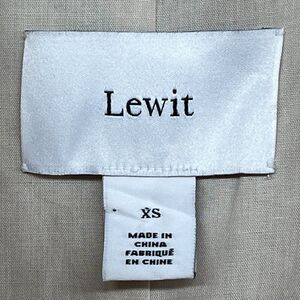 Lewit
XS
MADE IN
CHINA
FABRIQUÉ
EN CHINE